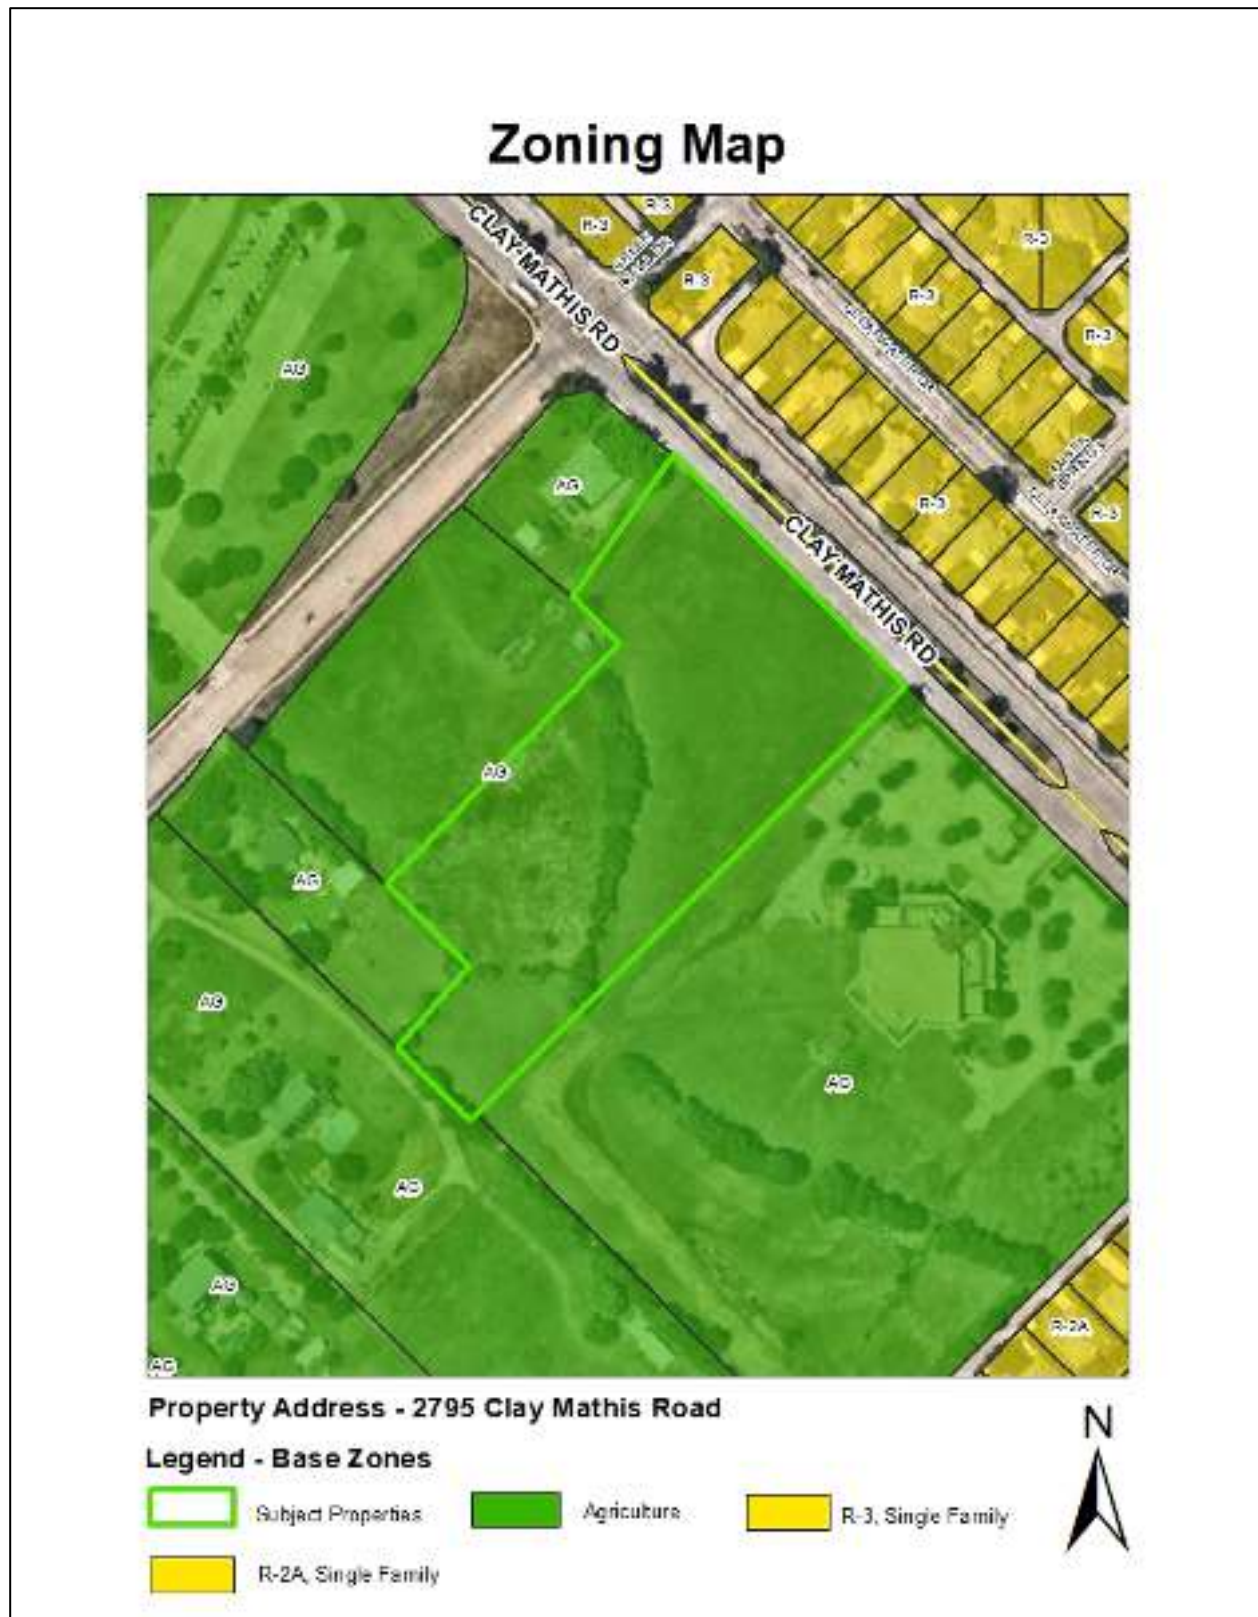 Zoning Map
CLAY MATHIS RD
R-3
R-3
R-3
R-3
R-3
R-3
AG
AG
R-3
R-3
CLAY MATHIS RD
AG
AG
AG
AG
AG
AG
AG
R-2A
Property Address - 2795 Clay Mathis Road
Legend - Base Zones
N
Subject Properties
Agriculture
R-3, Single Family
R-2A, Single Family